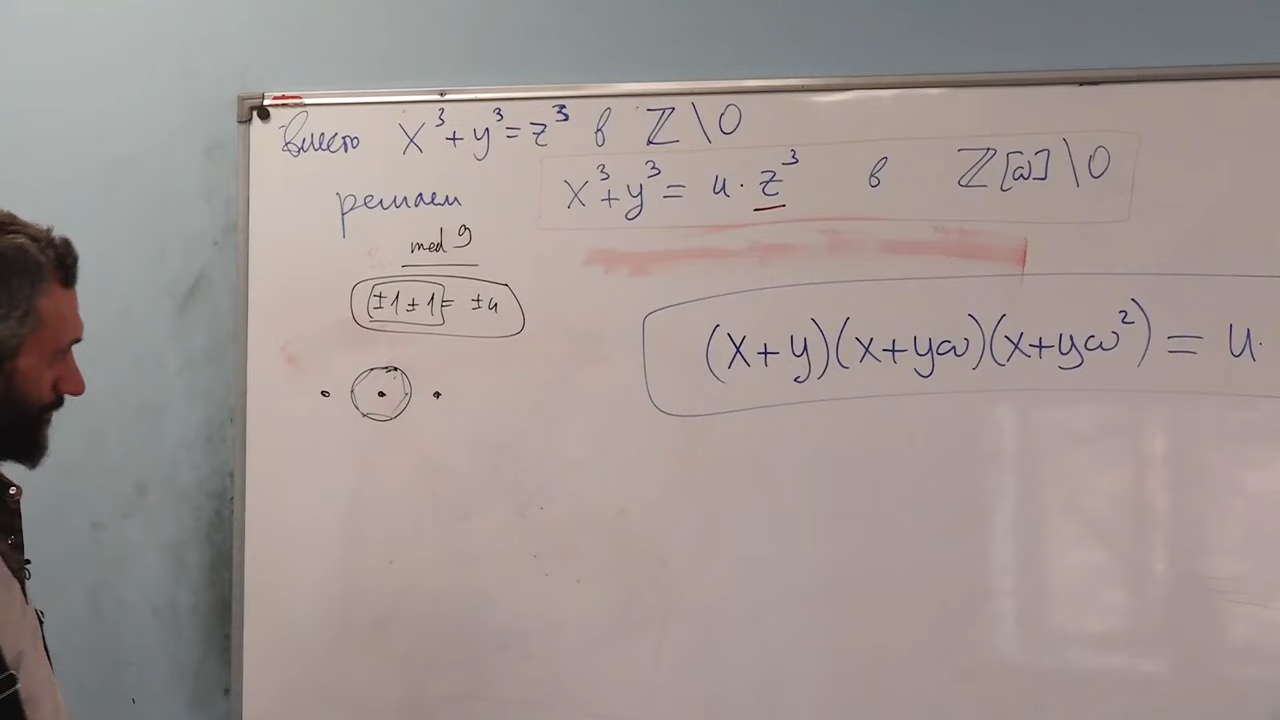 вместо x³+y³=z³ в ℤ\0
решаем x³+y³= u·z³ в ℤ[ω]\0
mod 9
±1±1= ±u
(x+y)(x+yω)(x+yω²)= u·